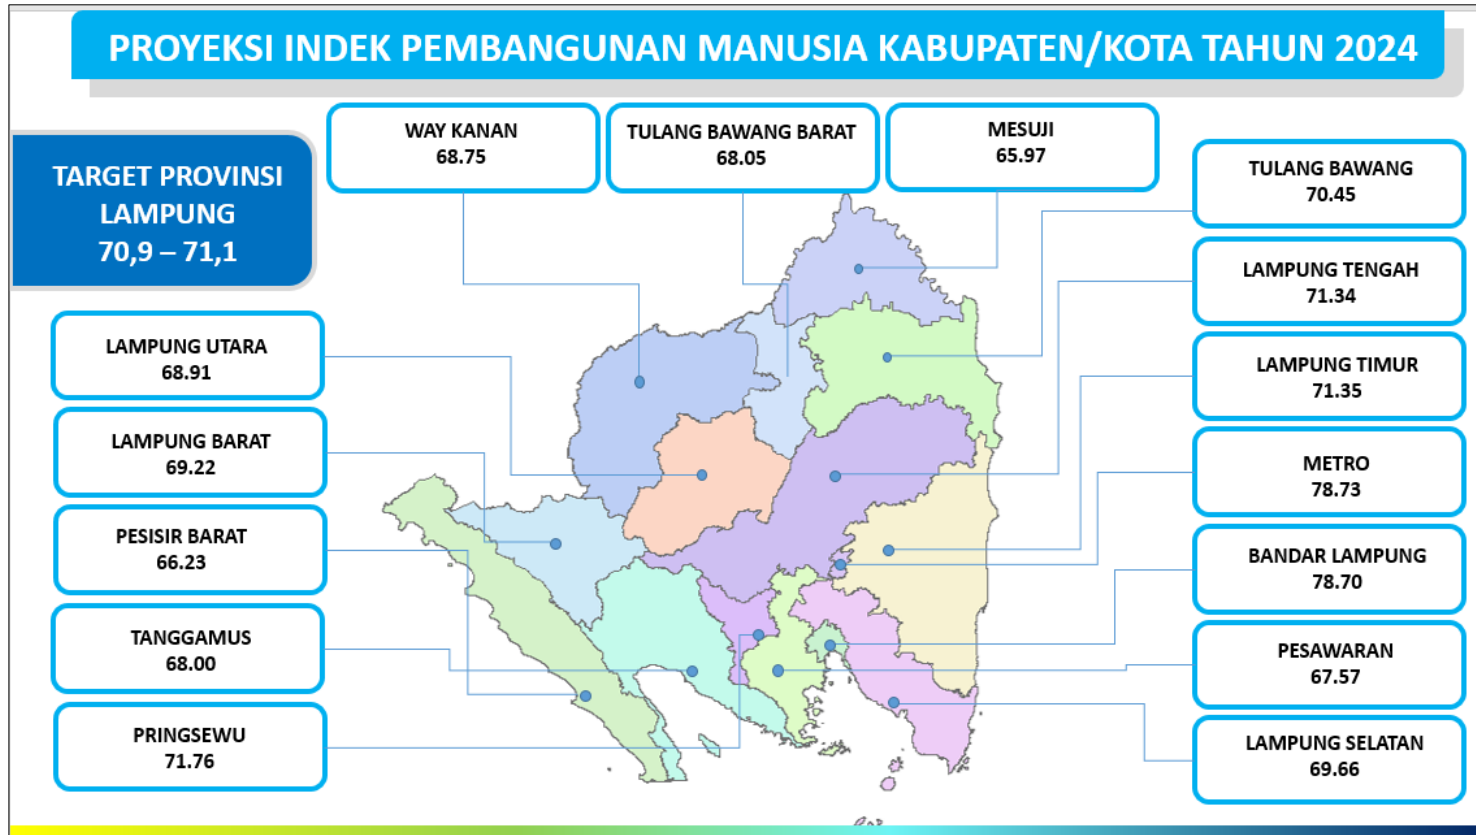 PROYEKSI INDEK PEMBANGUNAN MANUSIA KABUPATEN/KOTA TAHUN 2024
TARGET PROVINSI
LAMPUNG
70,9 – 71,1
WAY KANAN
68.75
TULANG BAWANG BARAT
68.05
MESUJI
65.97
TULANG BAWANG
70.45
LAMPUNG TENGAH
71.34
LAMPUNG TIMUR
71.35
METRO
78.73
BANDAR LAMPUNG
78.70
PESAWARAN
67.57
LAMPUNG SELATAN
69.66
LAMPUNG UTARA
68.91
LAMPUNG BARAT
69.22
PESISIR BARAT
66.23
TANGGAMUS
68.00
PRINGSEWU
71.76